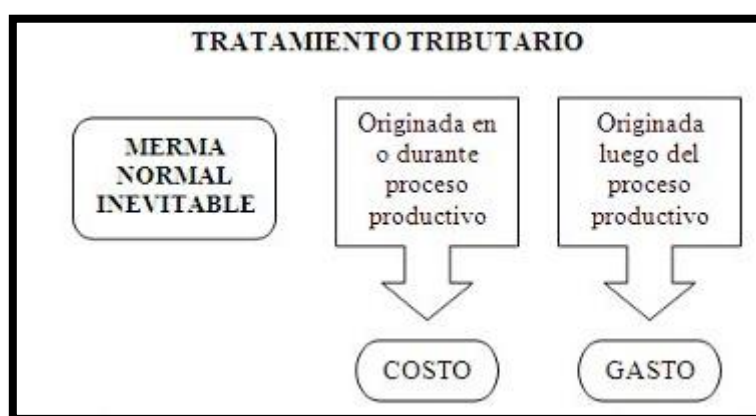 TRATAMIENTO TRIBUTARIO
MERMA
NORMAL
INEVITABLE
Originada en
o durante
proceso
productivo
COSTO
Originada
luego del
proceso
productivo
GASTO